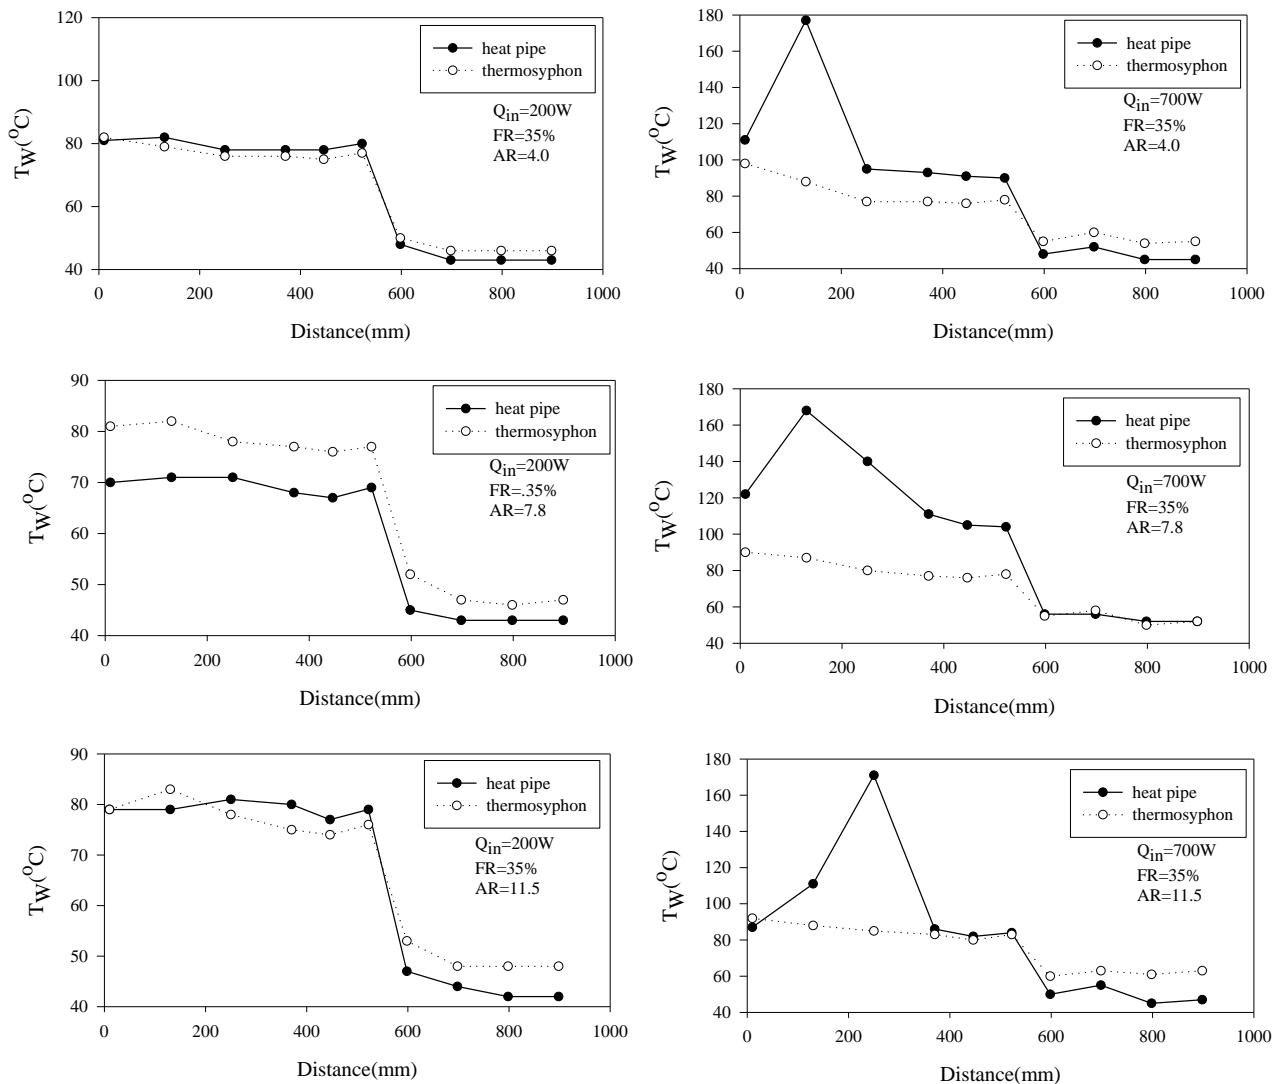 120
100
80
60
40
0
200
400
600
800
1000
Distance(mm)
TW(oC)
heat pipe
thermosyphon
Qin=200W
FR=35%
AR=4.0
180
160
140
120
100
80
60
40
0
200
400
600
800
1000
Distance(mm)
TW(oC)
heat pipe
thermosyphon
Qin=700W
FR=35%
AR=4.0
90
80
70
60
50
40
0
200
400
600
800
1000
Distance(mm)
TW(oC)
heat pipe
thermosyphon
Qin=200W
FR=.35%
AR=7.8
180
160
140
120
100
80
60
40
0
200
400
600
800
1000
Distance(mm)
TW(oC)
heat pipe
thermosyphon
Qin=700W
FR=35%
AR=7.8
90
80
70
60
50
40
0
200
400
600
800
1000
Distance(mm)
TW(oC)
heat pipe
thermosyphon
Qin=200W
FR=35%
AR=11.5
180
160
140
120
100
80
60
40
0
200
400
600
800
1000
Distance(mm)
TW(oC)
heat pipe
thermosyphon
Qin=700W
FR=35%
AR=11.5